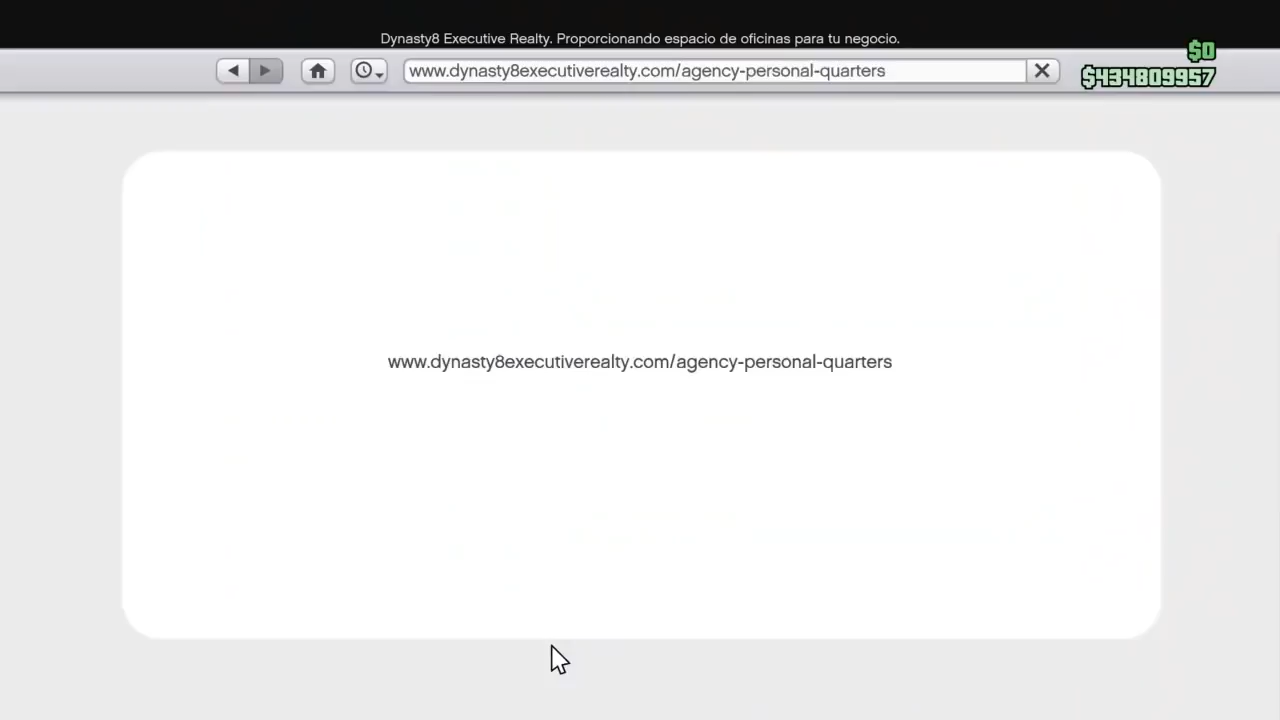 Dynasty8 Executive Realty. Proporcionando espacio de oficinas para tu negocio.
$0
www.dynasty8executiverealty.com/agency-personal-quarters
$434809957
www.dynasty8executiverealty.com/agency-personal-quarters